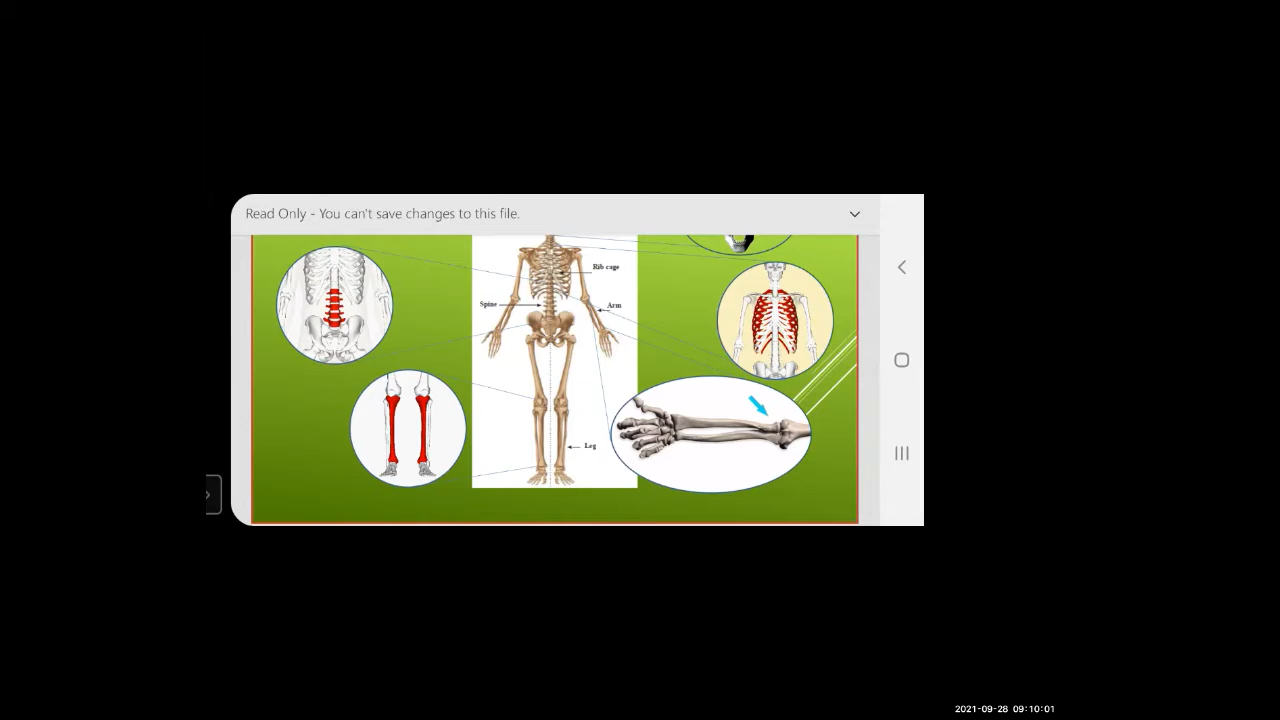 Read Only - You can't save changes to this file.
Rib cage
Spine
Arm
Leg
2021-09-28 09:10:01